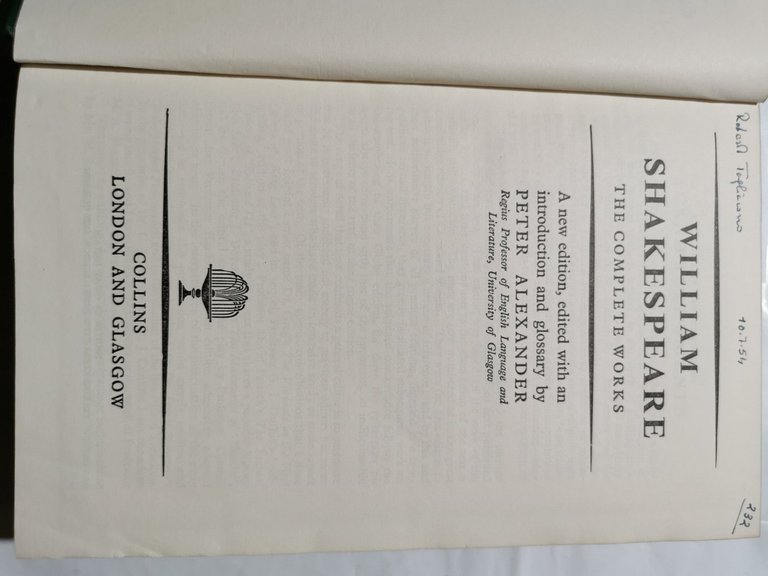 Robert
10.7.54
232
WILLIAM
SHAKESPEARE
THE COMPLETE WORKS
A new edition, edited with an
introduction and glossary by
PETER ALEXANDER
Regius Professor of English Language and
Literature, University of Glasgow
COLLINS
LONDON AND GLASGOW